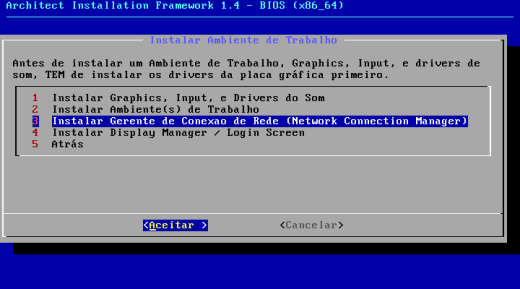 Architect Installation Framework 1.4 - BIOS (x86_64)
Instalar Ambiente de Trabalho
Antes de instalar um Ambiente de Trabalho, Graphics, Input, e drivers de
som, TEM de instalar os drivers da placa gráfica primeiro.
1 Instalar Graphics, Input, e Drivers do Som
2 Instalar Ambiente(s) de Trabalho
3 Instalar Gerente de Conexao de Rede (Network Connection Manager)
4 Instalar Display Manager / Login Screen
5 Atrás
<Aceitar > <Cancelar>